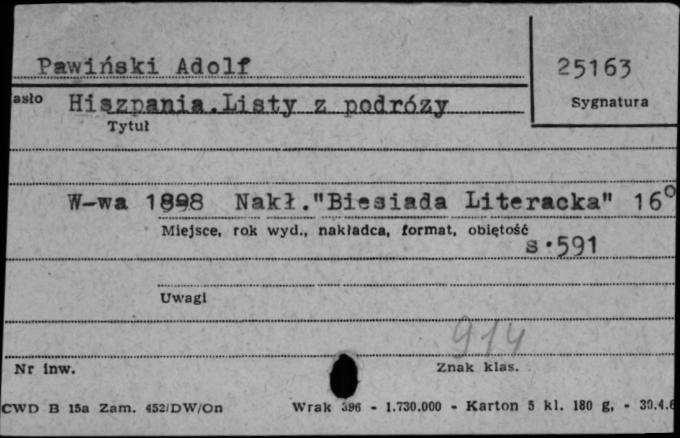 Pawiński Adolf 25163
asło Hiszpania.Listy z podróży Sygnatura
Tytuł
W-wa 1898 Nakł."Biesiada Literacka" 16°
Miejsce, rok wyd., nakładca, format, objętość
s.591
Uwagi
914
Nr inw. Znak klas.
CWD B 15a Zam. 452/DW/On Wrak 396 - 1.730.000 - Karton 5 kl. 180 g, - 30.4.6